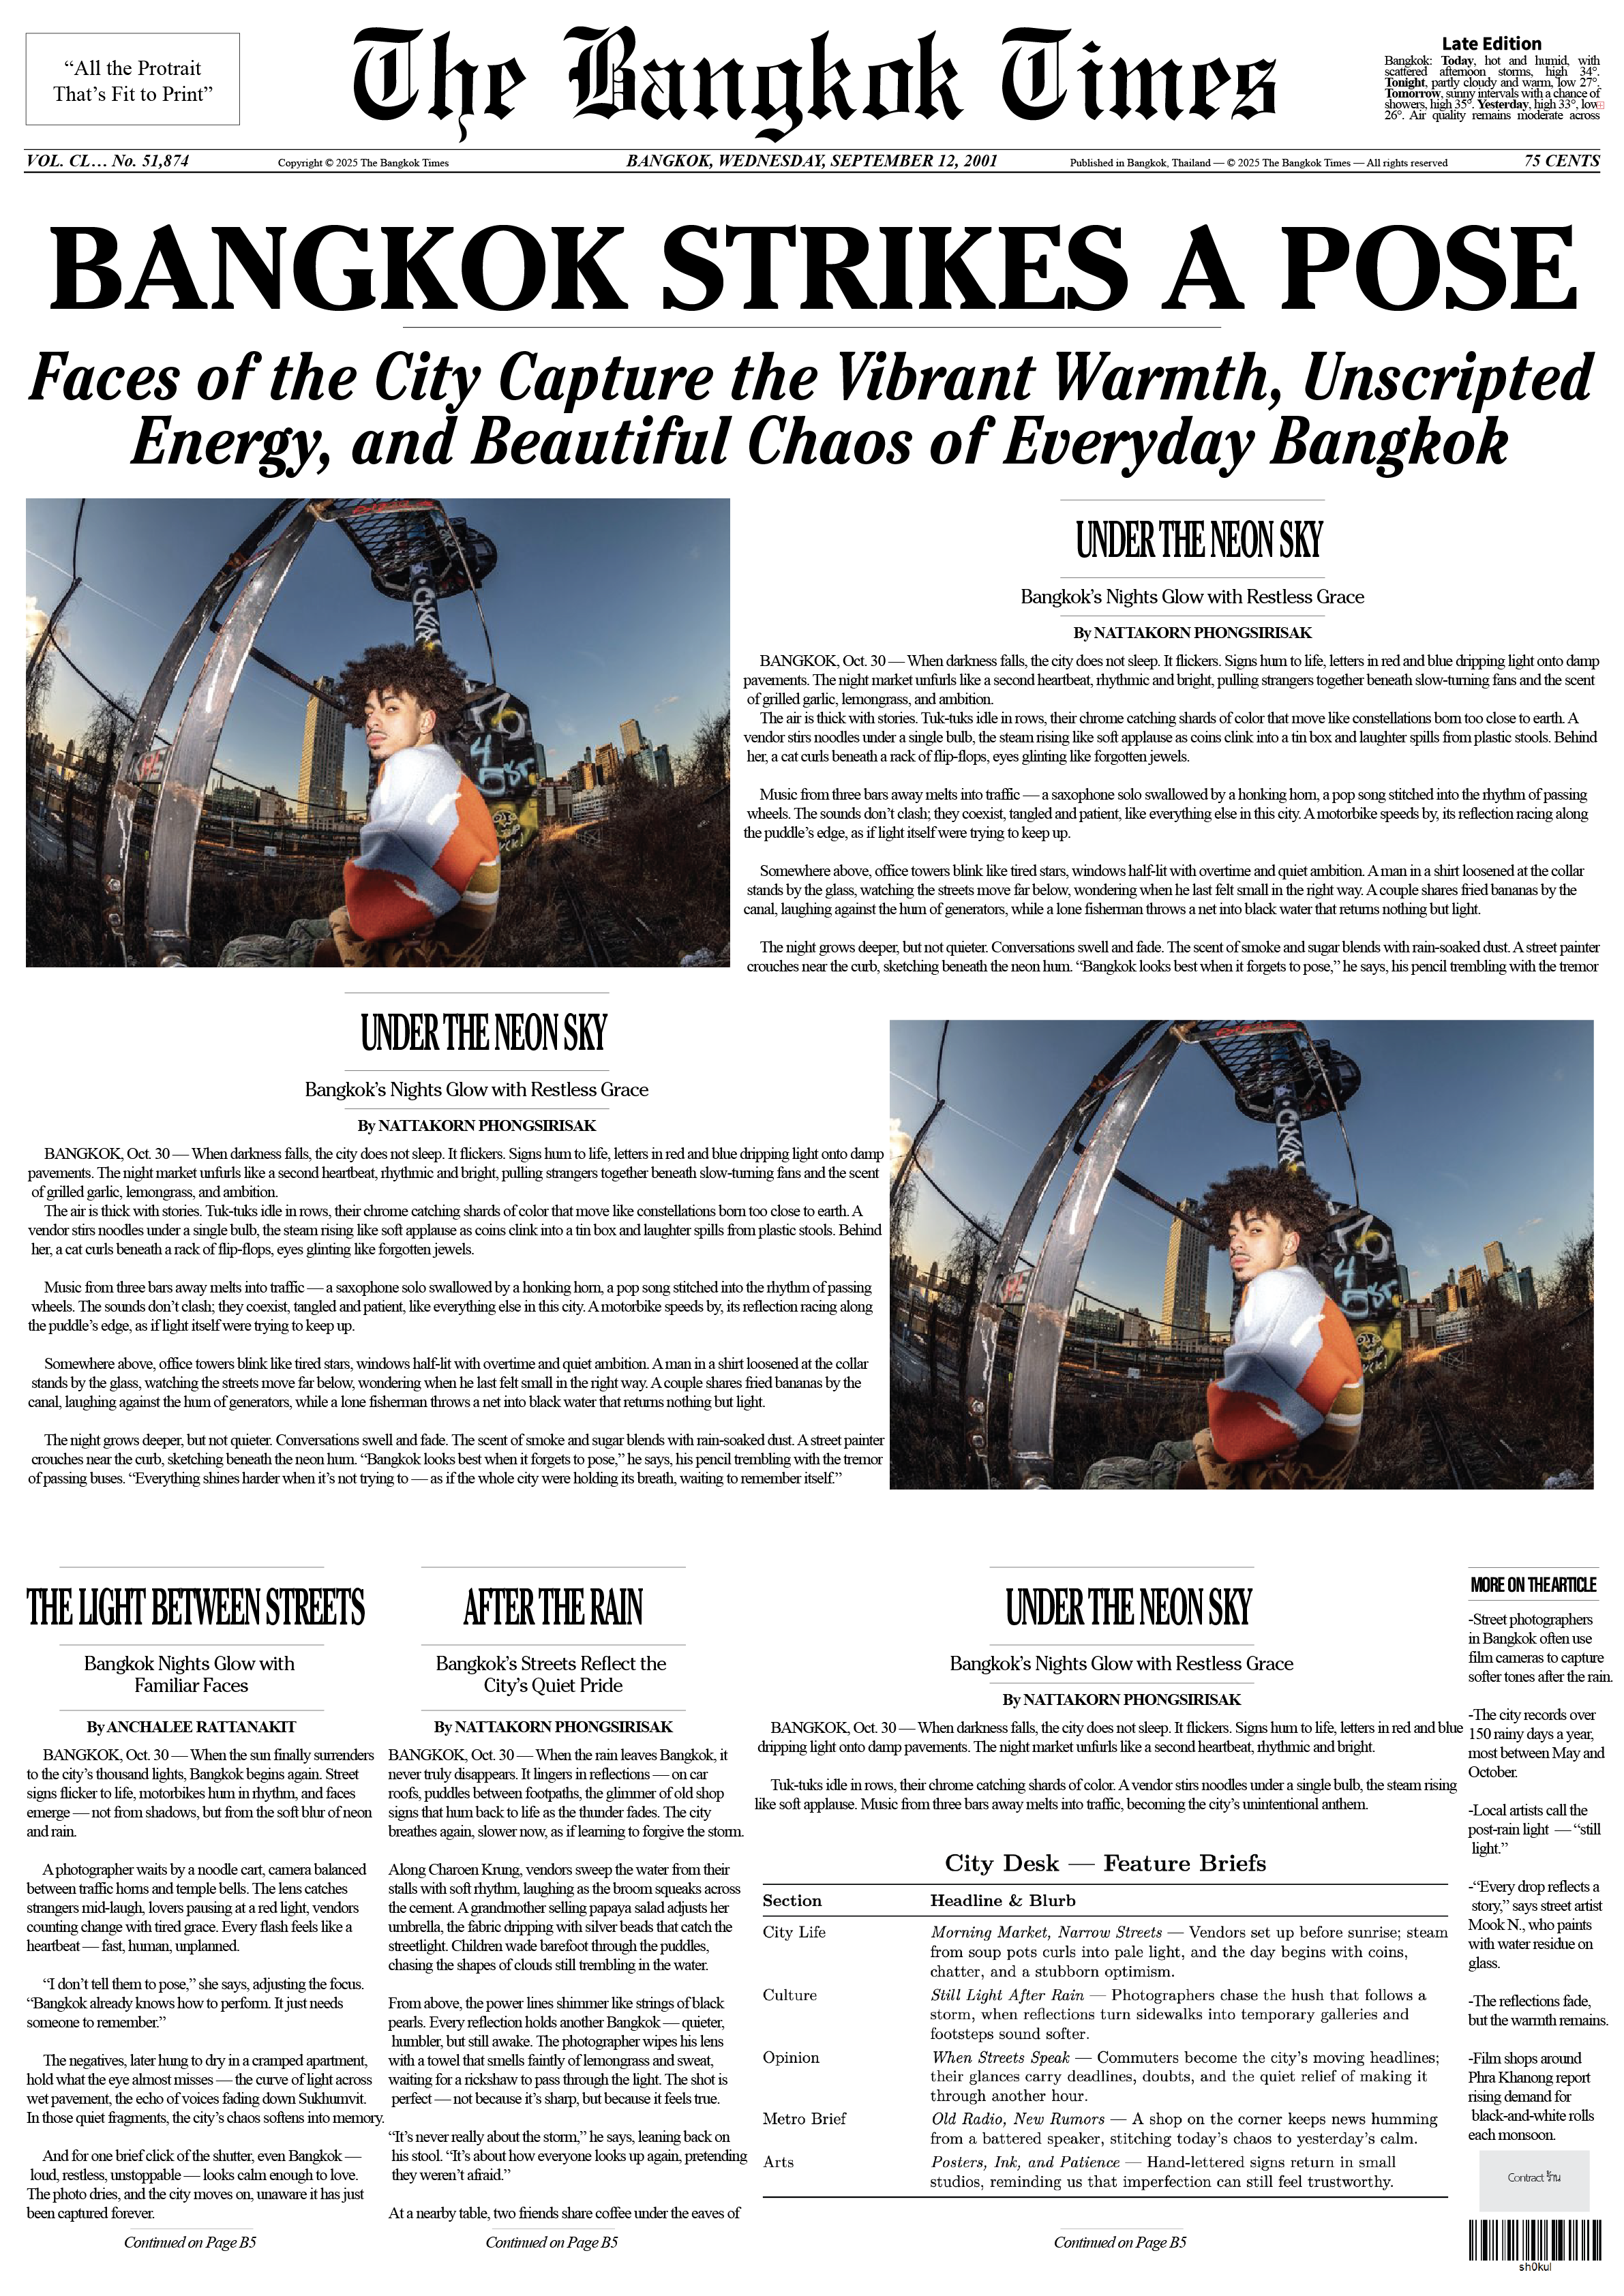 “All the Protrait
That’s Fit to Print”
The Bangkok Times
Late Edition
Bangkok: Today, hot and humid, with
scattered afternoon storms, high 34°.
Tonight, partly cloudy and warm, low 27°.
Tomorrow, sunny intervals with a chance of
showers, high 35°. Yesterday, high 33°, low
26°. Air quality remains moderate across
VOL. CL... No. 51,874
Copyright © 2025 The Bangkok Times
BANGKOK, WEDNESDAY, SEPTEMBER 12, 2001
Published in Bangkok, Thailand — © 2025 The Bangkok Times — All rights reserved
75 CENTS
BANGKOK STRIKES A POSE
Faces of the City Capture the Vibrant Warmth, Unscripted
Energy, and Beautiful Chaos of Everyday Bangkok
UNDER THE NEON SKY
Bangkok’s Nights Glow with Restless Grace
By NATTAKORN PHONGSIRISAK
BANGKOK, Oct. 30 — When darkness falls, the city does not sleep. It flickers. Signs hum to life, letters in red and blue dripping light onto damp
pavements. The night market unfurls like a second heartbeat, rhythmic and bright, pulling strangers together beneath slow-turning fans and the scent
of grilled garlic, lemongrass, and ambition.
The air is thick with stories. Tuk-tuks idle in rows, their chrome catching shards of color that move like constellations born too close to earth. A
vendor stirs noodles under a single bulb, the steam rising like soft applause as coins clink into a tin box and laughter spills from plastic stools. Behind
her, a cat curls beneath a rack of flip-flops, eyes glinting like forgotten jewels.
Music from three bars away melts into traffic — a saxophone solo swallowed by a honking horn, a pop song stitched into the rhythm of passing
wheels. The sounds don’t clash; they coexist, tangled and patient, like everything else in this city. A motorbike speeds by, its reflection racing along
the puddle’s edge, as if light itself were trying to keep up.
Somewhere above, office towers blink like tired stars, windows half-lit with overtime and quiet ambition. A man in a shirt loosened at the collar
stands by the glass, watching the streets move far below, wondering when he last felt small in the right way. A couple shares fried bananas by the
canal, laughing against the hum of generators, while a lone fisherman throws a net into black water that returns nothing but light.
The night grows deeper, but not quieter. Conversations swell and fade. The scent of smoke and sugar blends with rain-soaked dust. A street painter
crouches near the curb, sketching beneath the neon hum. “Bangkok looks best when it forgets to pose,” he says, his pencil trembling with the tremor
UNDER THE NEON SKY
Bangkok’s Nights Glow with Restless Grace
By NATTAKORN PHONGSIRISAK
BANGKOK, Oct. 30 — When darkness falls, the city does not sleep. It flickers. Signs hum to life, letters in red and blue dripping light onto damp
pavements. The night market unfurls like a second heartbeat, rhythmic and bright, pulling strangers together beneath slow-turning fans and the scent
of grilled garlic, lemongrass, and ambition.
The air is thick with stories. Tuk-tuks idle in rows, their chrome catching shards of color that move like constellations born too close to earth. A
vendor stirs noodles under a single bulb, the steam rising like soft applause as coins clink into a tin box and laughter spills from plastic stools. Behind
her, a cat curls beneath a rack of flip-flops, eyes glinting like forgotten jewels.
Music from three bars away melts into traffic — a saxophone solo swallowed by a honking horn, a pop song stitched into the rhythm of passing
wheels. The sounds don’t clash; they coexist, tangled and patient, like everything else in this city. A motorbike speeds by, its reflection racing along
the puddle’s edge, as if light itself were trying to keep up.
Somewhere above, office towers blink like tired stars, windows half-lit with overtime and quiet ambition. A man in a shirt loosened at the collar
stands by the glass, watching the streets move far below, wondering when he last felt small in the right way. A couple shares fried bananas by the
canal, laughing against the hum of generators, while a lone fisherman throws a net into black water that returns nothing but light.
The night grows deeper, but not quieter. Conversations swell and fade. The scent of smoke and sugar blends with rain-soaked dust. A street painter
crouches near the curb, sketching beneath the neon hum. “Bangkok looks best when it forgets to pose,” he says, his pencil trembling with the tremor
of passing buses. “Everything shines harder when it’s not trying to — as if the whole city were holding its breath, waiting to remember itself.”
THE LIGHT BETWEEN STREETS
Bangkok Nights Glow with
Familiar Faces
By ANCHALEE RATTANAKIT
BANGKOK, Oct. 30 — When the sun finally surrenders
to the city’s thousand lights, Bangkok begins again. Street
signs flicker to life, motorbikes hum in rhythm, and faces
emerge — not from shadows, but from the soft blur of neon
and rain.
A photographer waits by a noodle cart, camera balanced
between traffic horns and temple bells. The lens catches
strangers mid-laugh, lovers pausing at a red light, vendors
counting change with tired grace. Every flash feels like a
heartbeat — fast, human, unplanned.
“I don’t tell them to pose,” she says, adjusting the focus.
“Bangkok already knows how to perform. It just needs
someone to remember.”
The negatives, later hung to dry in a cramped apartment,
hold what the eye almost misses — the curve of light across
wet pavement, the echo of voices fading down Sukhumvit.
In those quiet fragments, the city’s chaos softens into memory.
And for one brief click of the shutter, even Bangkok —
loud, restless, unstoppable — looks calm enough to love.
The photo dries, and the city moves on, unaware it has just
been captured forever.
Continued on Page B5
AFTER THE RAIN
Bangkok’s Streets Reflect the
City’s Quiet Pride
By NATTAKORN PHONGSIRISAK
BANGKOK, Oct. 30 — When the rain leaves Bangkok, it
never truly disappears. It lingers in reflections — on car
roofs, puddles between footpaths, the glimmer of old shop
signs that hum back to life as the thunder fades. The city
breathes again, slower now, as if learning to forgive the storm.
Along Charoen Krung, vendors sweep the water from their
stalls with soft rhythm, laughing as the broom squeaks across
the cement. A grandmother selling papaya salad adjusts her
umbrella, the fabric dripping with silver beads that catch the
streetlight. Children wade barefoot through the puddles,
chasing the shapes of clouds still trembling in the water.
From above, the power lines shimmer like strings of black
pearls. Every reflection holds another Bangkok — quieter,
humbler, but still awake. The photographer wipes his lens
with a towel that smells faintly of lemongrass and sweat,
waiting for a rickshaw to pass through the light. The shot is
perfect — not because it’s sharp, but because it feels true.
“It’s never really about the storm,” he says, leaning back on
his stool. “It’s about how everyone looks up again, pretending
they weren’t afraid.”
At a nearby table, two friends share coffee under the eaves of
Continued on Page B5
UNDER THE NEON SKY
Bangkok’s Nights Glow with Restless Grace
By NATTAKORN PHONGSIRISAK
BANGKOK, Oct. 30 — When darkness falls, the city does not sleep. It flickers. Signs hum to life, letters in red and blue
dripping light onto damp pavements. The night market unfurls like a second heartbeat, rhythmic and bright.
Tuk-tuks idle in rows, their chrome catching shards of color. A vendor stirs noodles under a single bulb, the steam rising
like soft applause. Music from three bars away melts into traffic, becoming the city’s unintentional anthem.
City Desk — Feature Briefs
Section Headline & Blurb
City Life Morning Market, Narrow Streets — Vendors set up before sunrise; steam
from soup pots curls into pale light, and the day begins with coins,
chatter, and a stubborn optimism.
Culture Still Light After Rain — Photographers chase the hush that follows a
storm, when reflections turn sidewalks into temporary galleries and
footsteps sound softer.
Opinion When Streets Speak — Commuters become the city’s moving headlines;
their glances carry deadlines, doubts, and the quiet relief of making it
through another hour.
Metro Brief Old Radio, New Rumors — A shop on the corner keeps news humming
from a battered speaker, stitching today’s chaos to yesterday’s calm.
Arts Posters, Ink, and Patience — Hand-lettered signs return in small
studios, reminding us that imperfection can still feel trustworthy.
Continued on Page B5
MORE ON THE ARTICLE
-Street photographers
in Bangkok often use
film cameras to capture
softer tones after the rain.
-The city records over
150 rainy days a year,
most between May and
October.
-Local artists call the
post-rain light — “still
light.”
-“Every drop reflects a
story,” says street artist
Mook N., who paints
with water residue on
glass.
-The reflections fade,
but the warmth remains.
-Film shops around
Phra Khanong report
rising demand for
black-and-white rolls
each monsoon.
Contract ร้าน
sh0kul